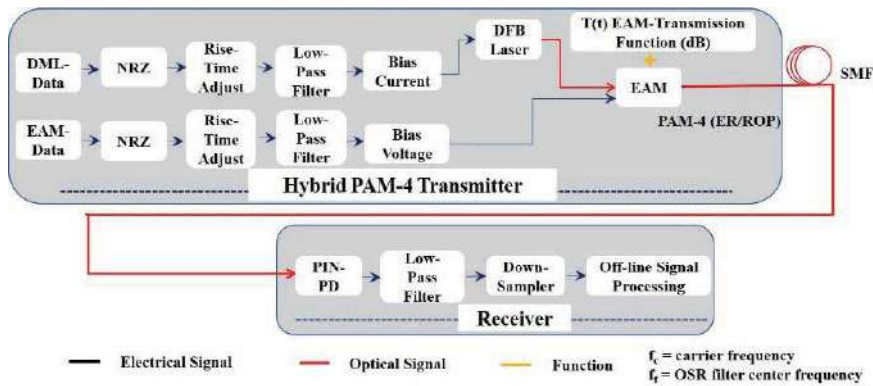 DML-
Data
NRZ
Rise-
Time
Adjust
Low-
Pass
Filter
Bias
Current
DFB
Laser
T(t) EAM-Transmission
Function (dB)
EAM
SMF
PAM-4 (ER/ROP)
EAM-
Data
NRZ
Rise-
Time
Adjust
Low-
Pass
Filter
Bias
Voltage
Hybrid PAM-4 Transmitter
PIN-
PD
Low-
Pass
Filter
Down-
Sampler
Off-line Signal
Processing
Receiver
Electrical Signal
Optical Signal
Function
fc = carrier frequency
ff = OSR filter center frequency